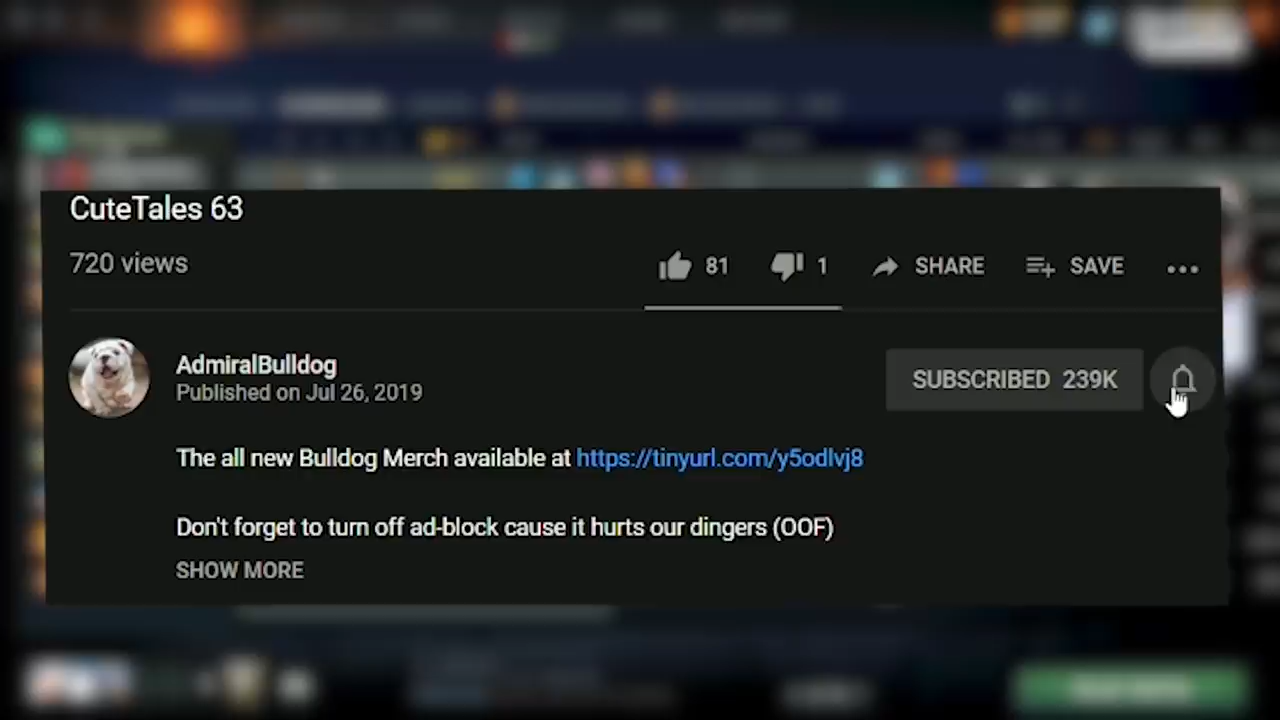 CuteTales 63
720 views
81 1 SHARE SAVE
AdmiralBulldog
Published on Jul 26, 2019
SUBSCRIBED 239K
The all new Bulldog Merch available at https://tinyurl.com/y5odlvj8
Don't forget to turn off ad-block cause it hurts our dingers (OOF)
SHOW MORE